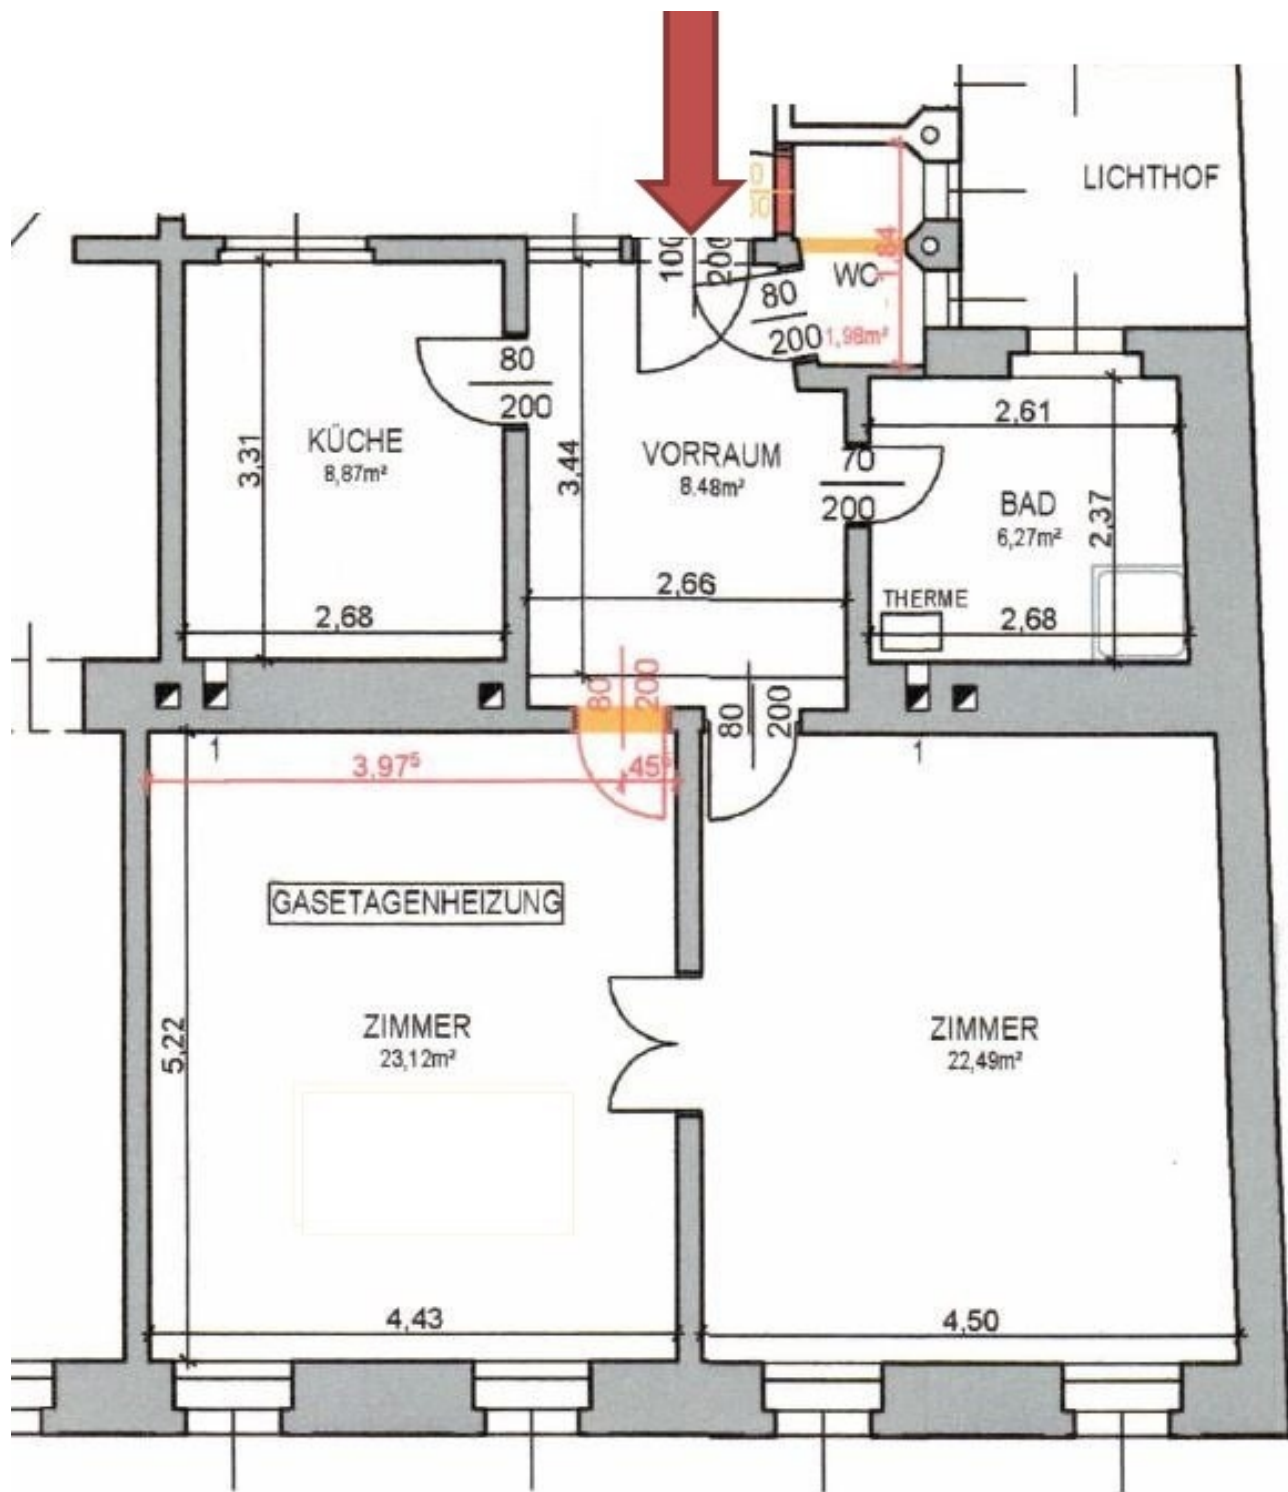 LICHTHOF
100
200
WC
1,84
1,98m²
80
200
80
200
KÜCHE
8,87m²
3,31
2,68
VORRAUM
8.48m²
3,44
2,66
70
200
2,61
BAD
6,27m²
2,37
THERME
2,68
80
200
80
200
1
1
3,97⁵
GASETAGENHEIZUNG
ZIMMER
23,12m²
5,22
4,43
ZIMMER
22,49m²
4,50